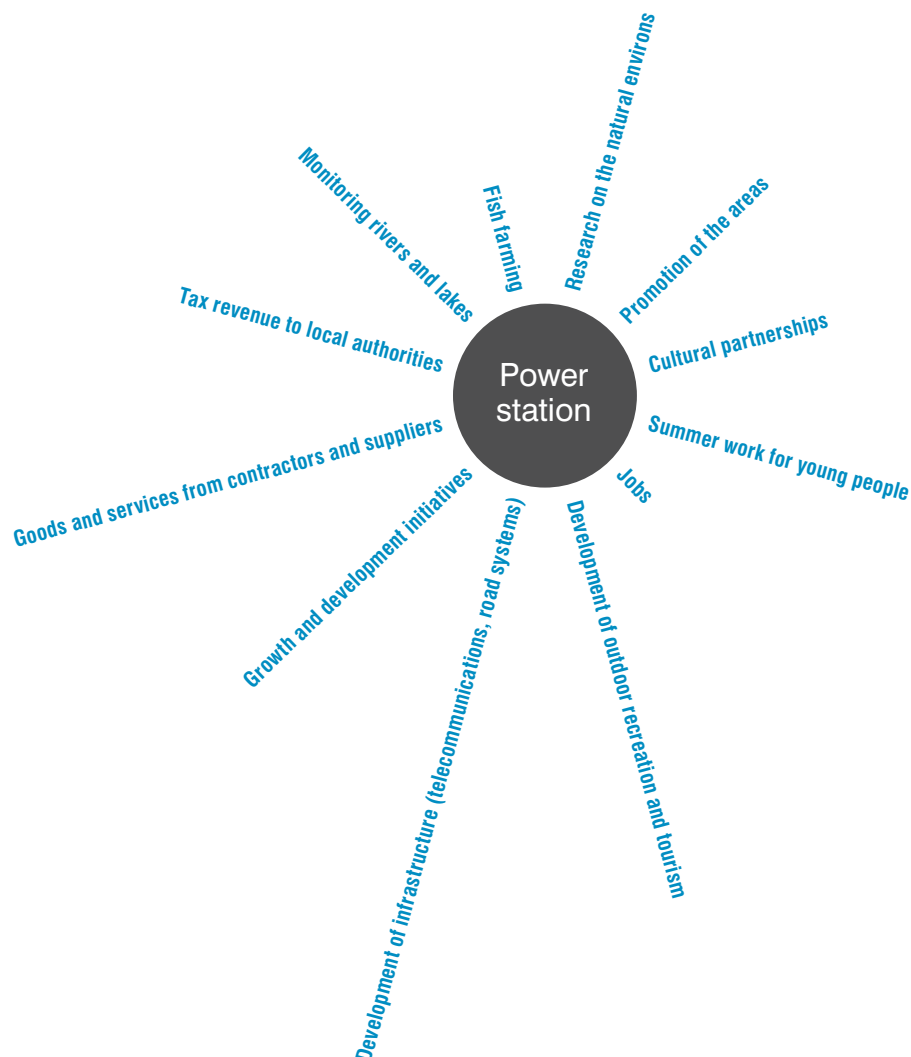 Power
station
Research on the natural environs
Promotion of the areas
Cultural partnerships
Summer work for young people
Jobs
Development of outdoor recreation and tourism
Development of infrastructure (telecommunications, road systems)
Growth and development initiatives
Goods and services from contractors and suppliers
Tax revenue to local authorities
Monitoring rivers and lakes
Fish farming